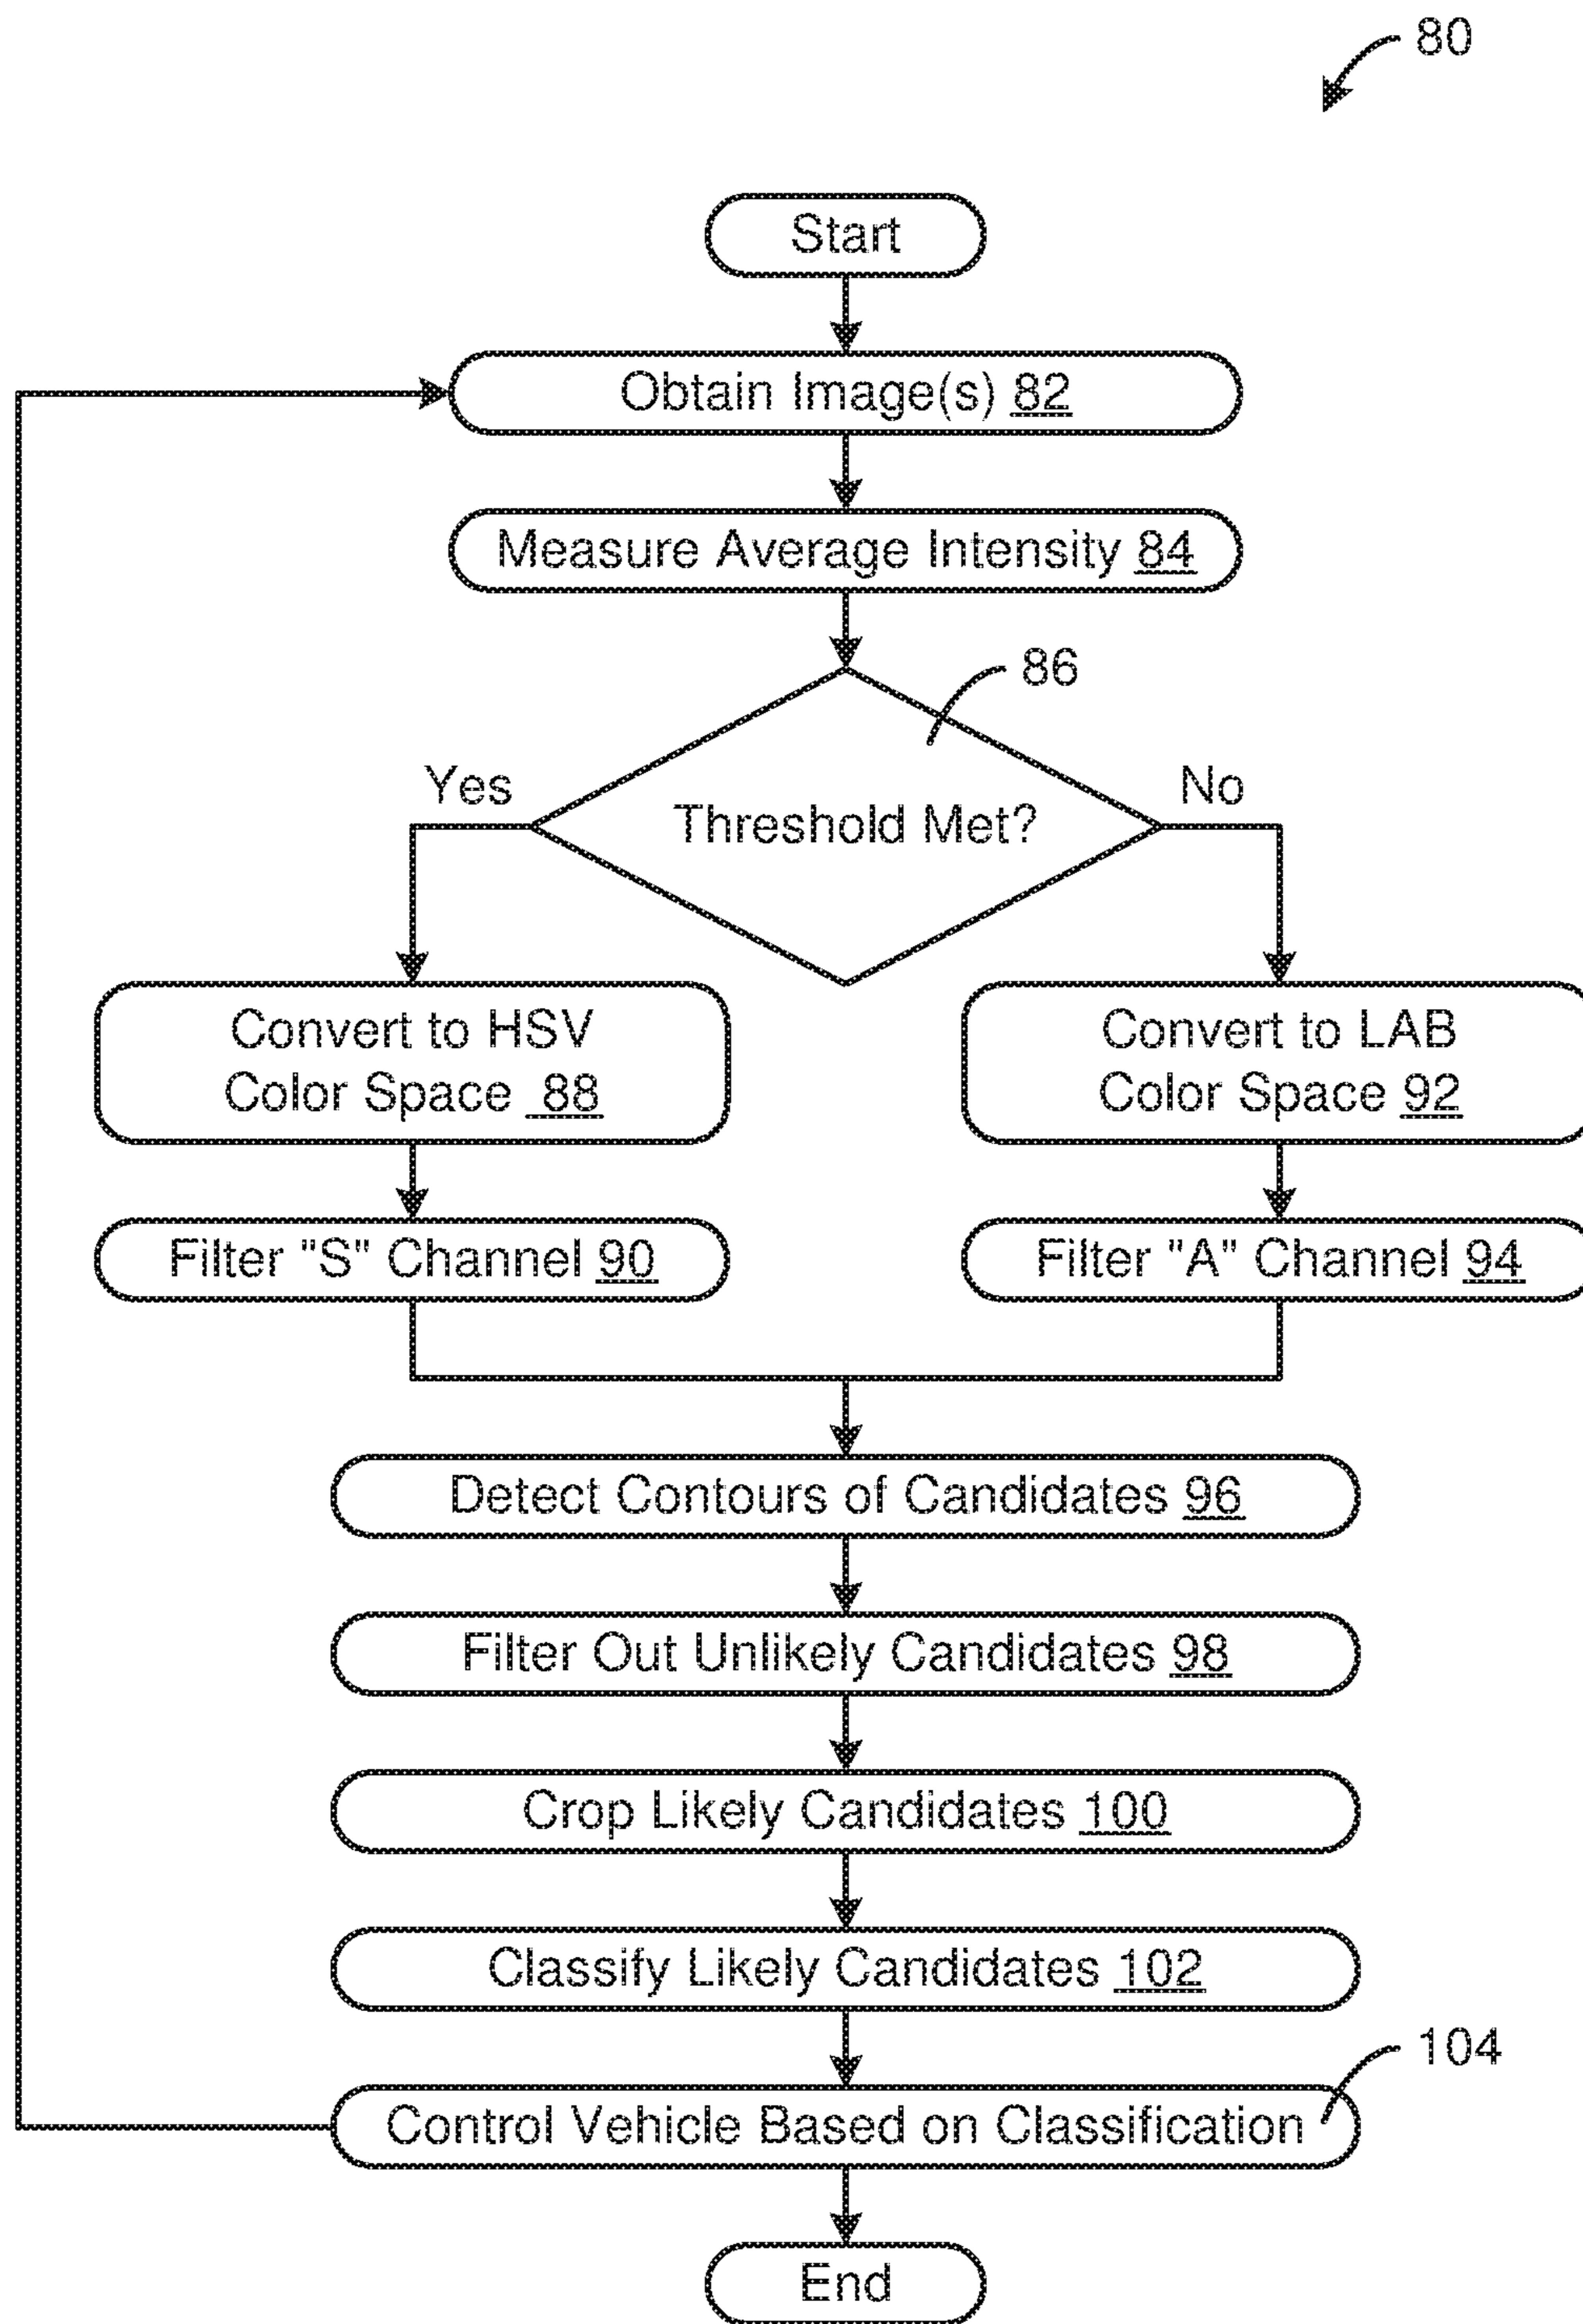 80
Start
Obtain Image(s) 82
Measure Average Intensity 84
86
Yes
No
Threshold Met?
Convert to HSV
Color Space 88
Convert to LAB
Color Space 92
Filter "S" Channel 90
Filter "A" Channel 94
Detect Contours of Candidates 96
Filter Out Unlikely Candidates 98
Crop Likely Candidates 100
Classify Likely Candidates 102
104
Control Vehicle Based on Classification
End